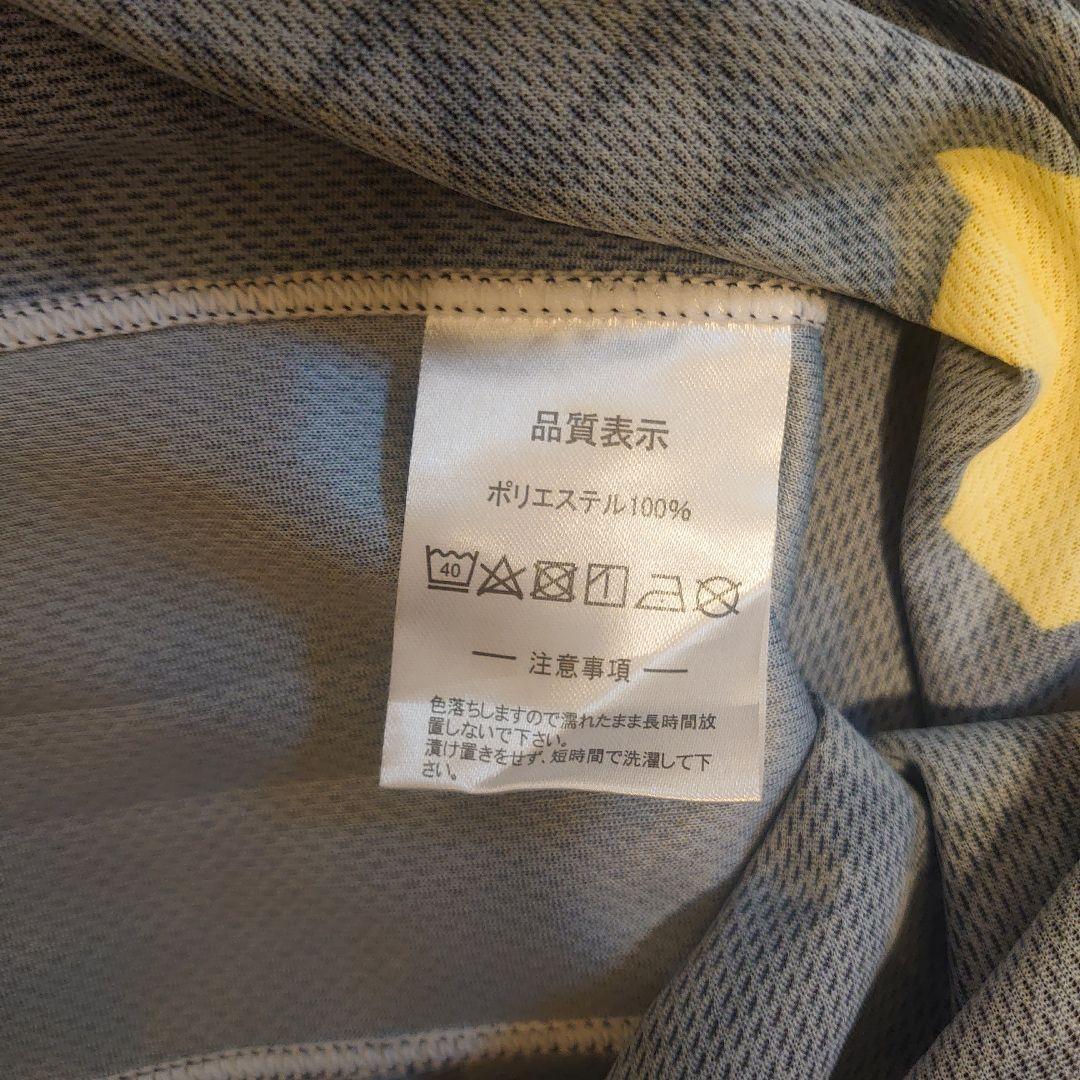 品質表示
ポリエステル100%
40
― 注意事項 ―
色落ちしますので濡れたまま長時間放
置しないで下さい。
漬け置きをせず、短時間で洗濯して下
さい。